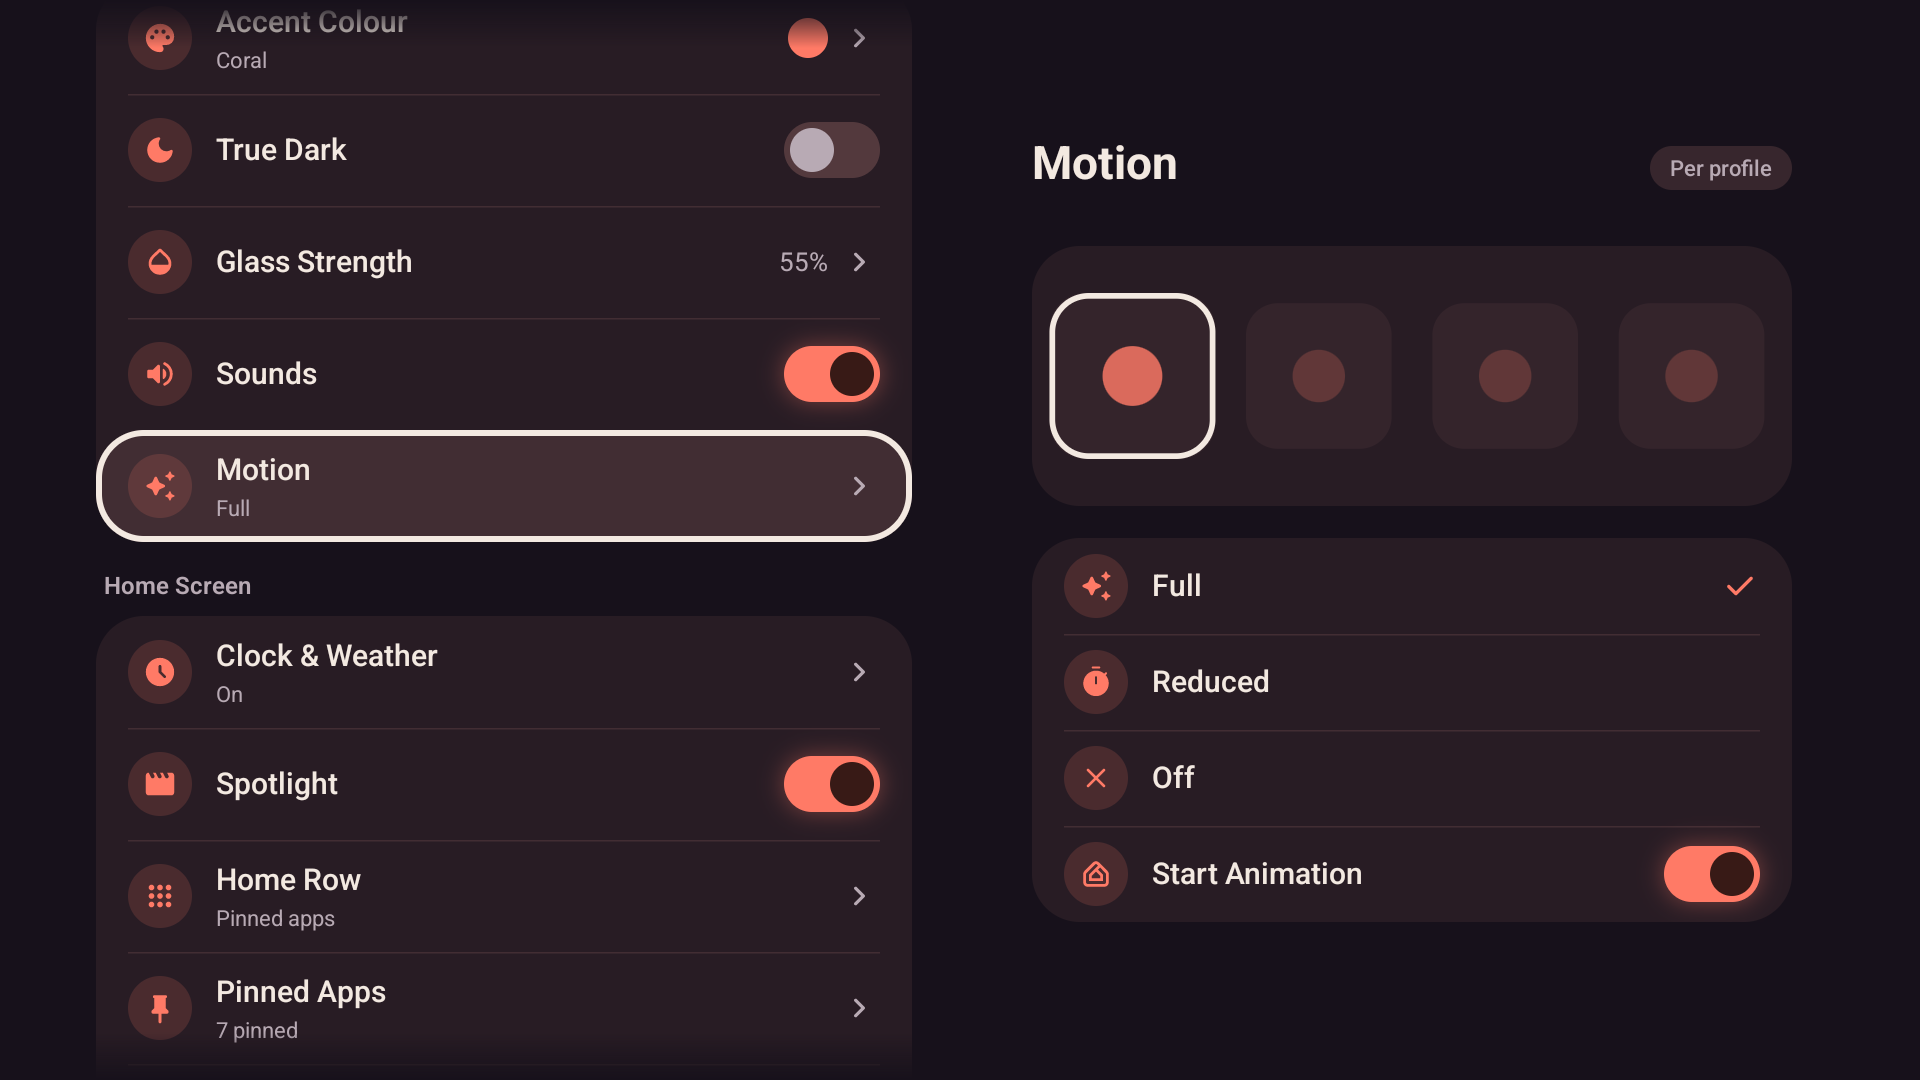 Accent Colour
Coral
True Dark
Glass Strength
55%
Sounds
Motion
Full
Home Screen
Clock & Weather
On
Spotlight
Home Row
Pinned apps
Pinned Apps
7 pinned
Motion
Per profile
Full
Reduced
Off
Start Animation